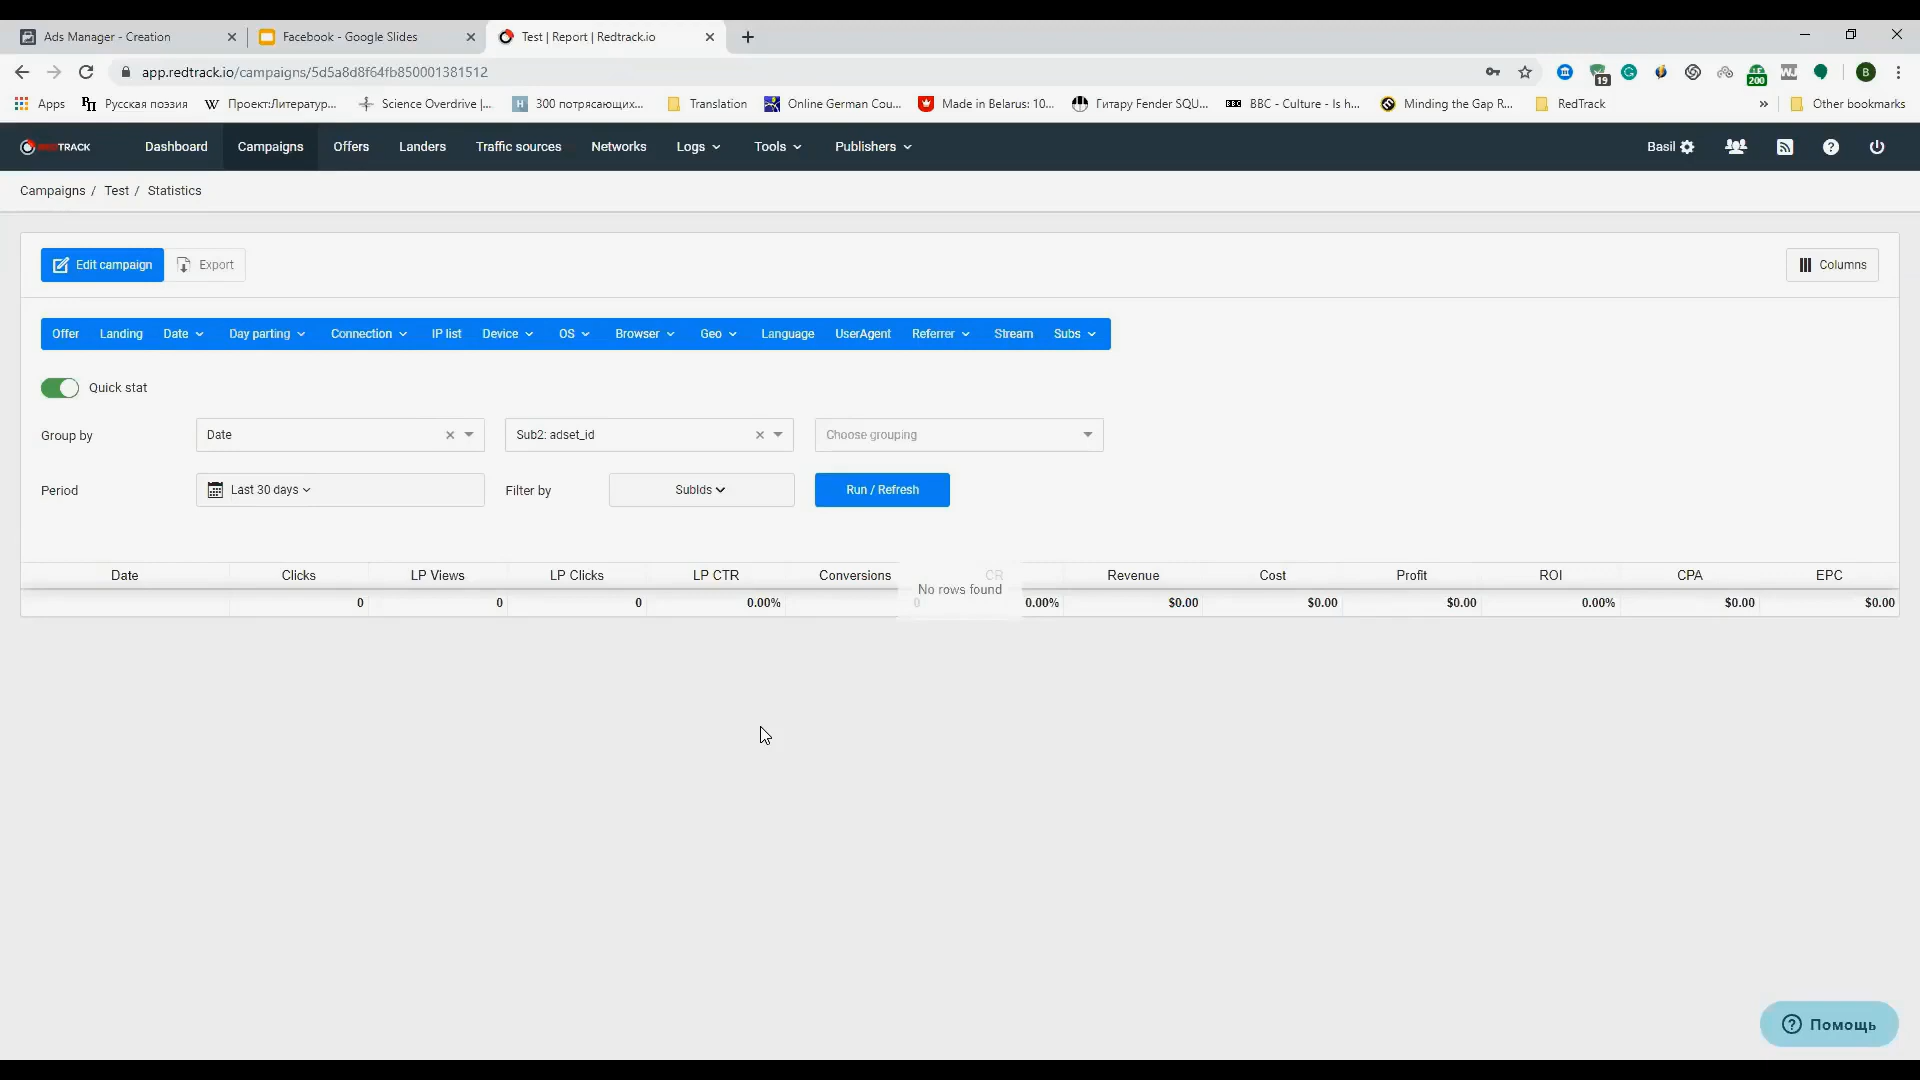 Ads Manager - Creation
Facebook - Google Slides
Test | Report | Redtrack.io
app.redtrack.io/campaigns/5d5a8d8f64fb850001381512
19
200
B
Apps
Русская поэзия
Проект:Литератур...
Science Overdrive |...
300 потрясающих...
Translation
Online German Cou...
Made in Belarus: 10...
Гитару Fender SQU...
BBC - Culture - Is h...
Minding the Gap R...
RedTrack
Other bookmarks
REDTRACK
Dashboard
Campaigns
Offers
Landers
Traffic sources
Networks
Logs
Tools
Publishers
Basil
Campaigns / Test / Statistics
Edit campaign
Export
Columns
Offer
Landing
Date
Day parting
Connection
IP list
Device
OS
Browser
Geo
Language
UserAgent
Referrer
Stream
Subs
Quick stat
Group by
Date
Sub2: adset_id
Choose grouping
Period
Last 30 days
Filter by
SubIds
Run / Refresh
Date Clicks LP Views LP Clicks LP CTR Conversions CR Revenue Cost Profit ROI CPA EPC
No rows found
0 0 0 0.00% 0 0.00% $0.00 $0.00 $0.00 0.00% $0.00 $0.00
Помощь